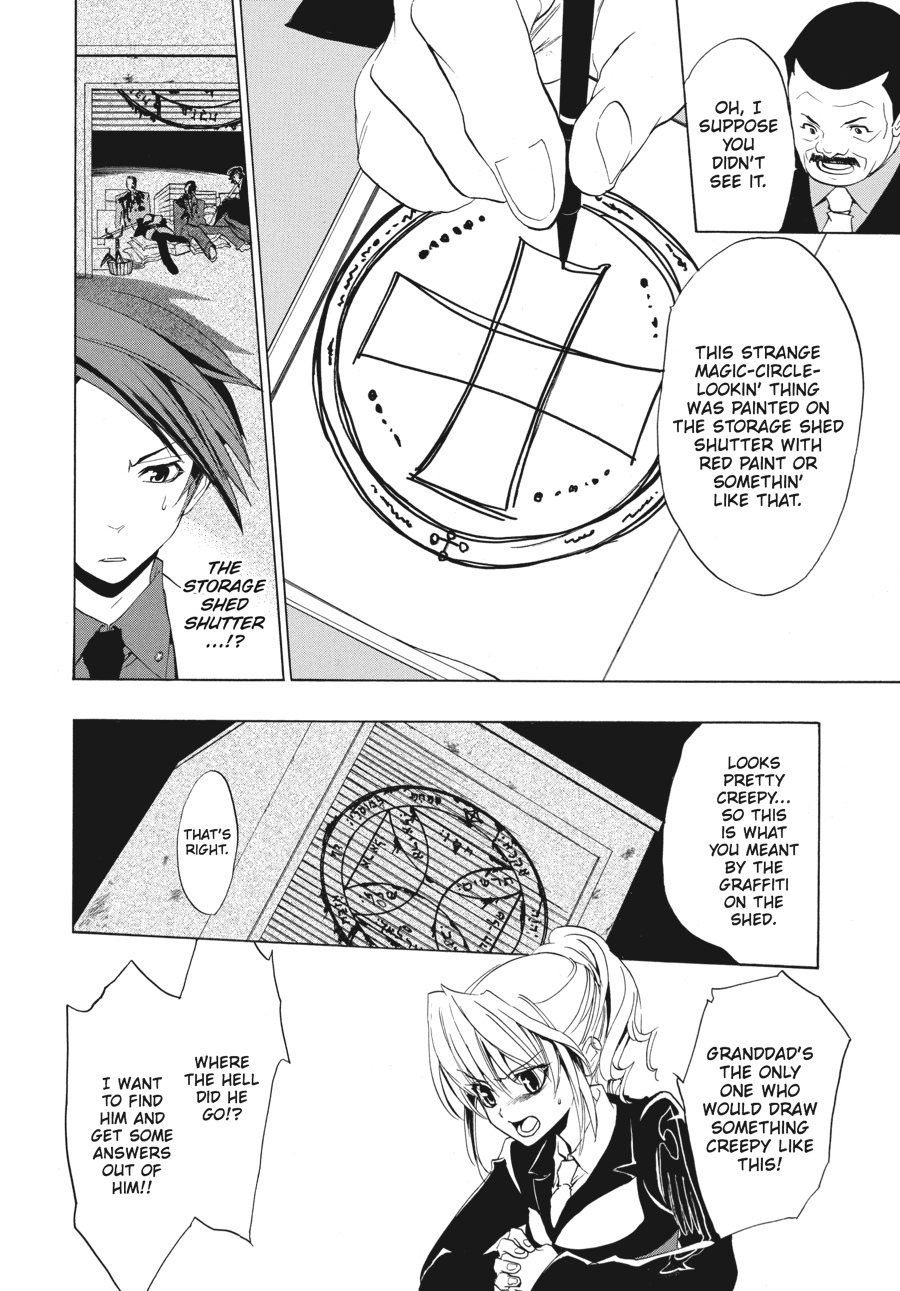 OH, I
SUPPOSE
YOU
DIDN'T
SEE IT.
THIS STRANGE
MAGIC-CIRCLE-
LOOKIN' THING
WAS PAINTED ON
THE STORAGE SHED
SHUTTER WITH
RED PAINT OR
SOMETHIN'
LIKE THAT.
THE
STORAGE
SHED
SHUTTER
...!?
LOOKS
PRETTY
CREEPY...
SO THIS
IS WHAT
YOU MEANT
BY THE
GRAFFITI
ON THE
SHED.
THAT'S
RIGHT.
GRANDDAD'S
THE ONLY
ONE WHO
WOULD DRAW
SOMETHING
CREEPY LIKE
THIS!
WHERE
THE HELL
DID HE
GO!?
I WANT
TO FIND
HIM AND
GET SOME
ANSWERS
OUT OF
HIM!!